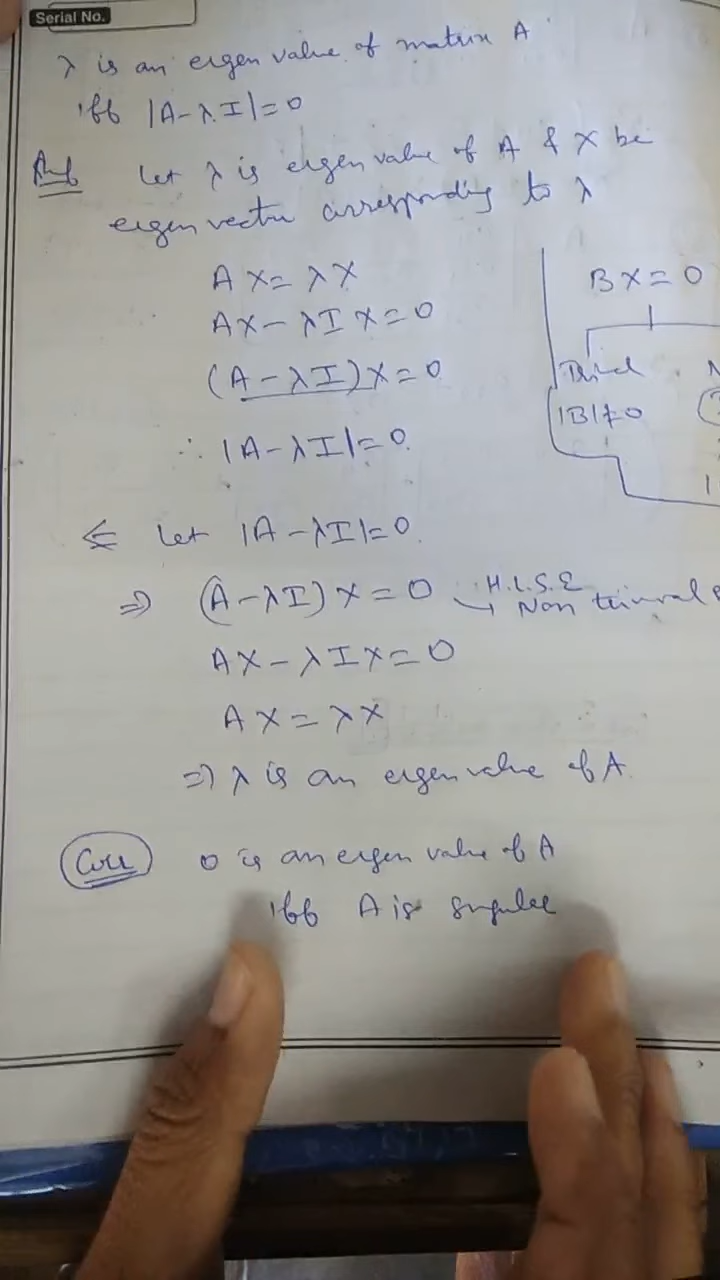 Serial No.
λ is an eigen value of matrix A
iff |A-λI|=0
Let λ is eigen value of A & X be
eigen vector corresponding to λ
AX=λX
AX-λIX=0
(A-λI)X=0
∴ |A-λI|=0
BX=0
|B|≠0
⇐ Let |A-λI|=0
⇒ (A-λI)X=0 → H.L.S.E
Non trivial
AX-λIX=0
AX=λX
⇒ λ is an eigen value of A.
0 is an eigen value of A
iff A is